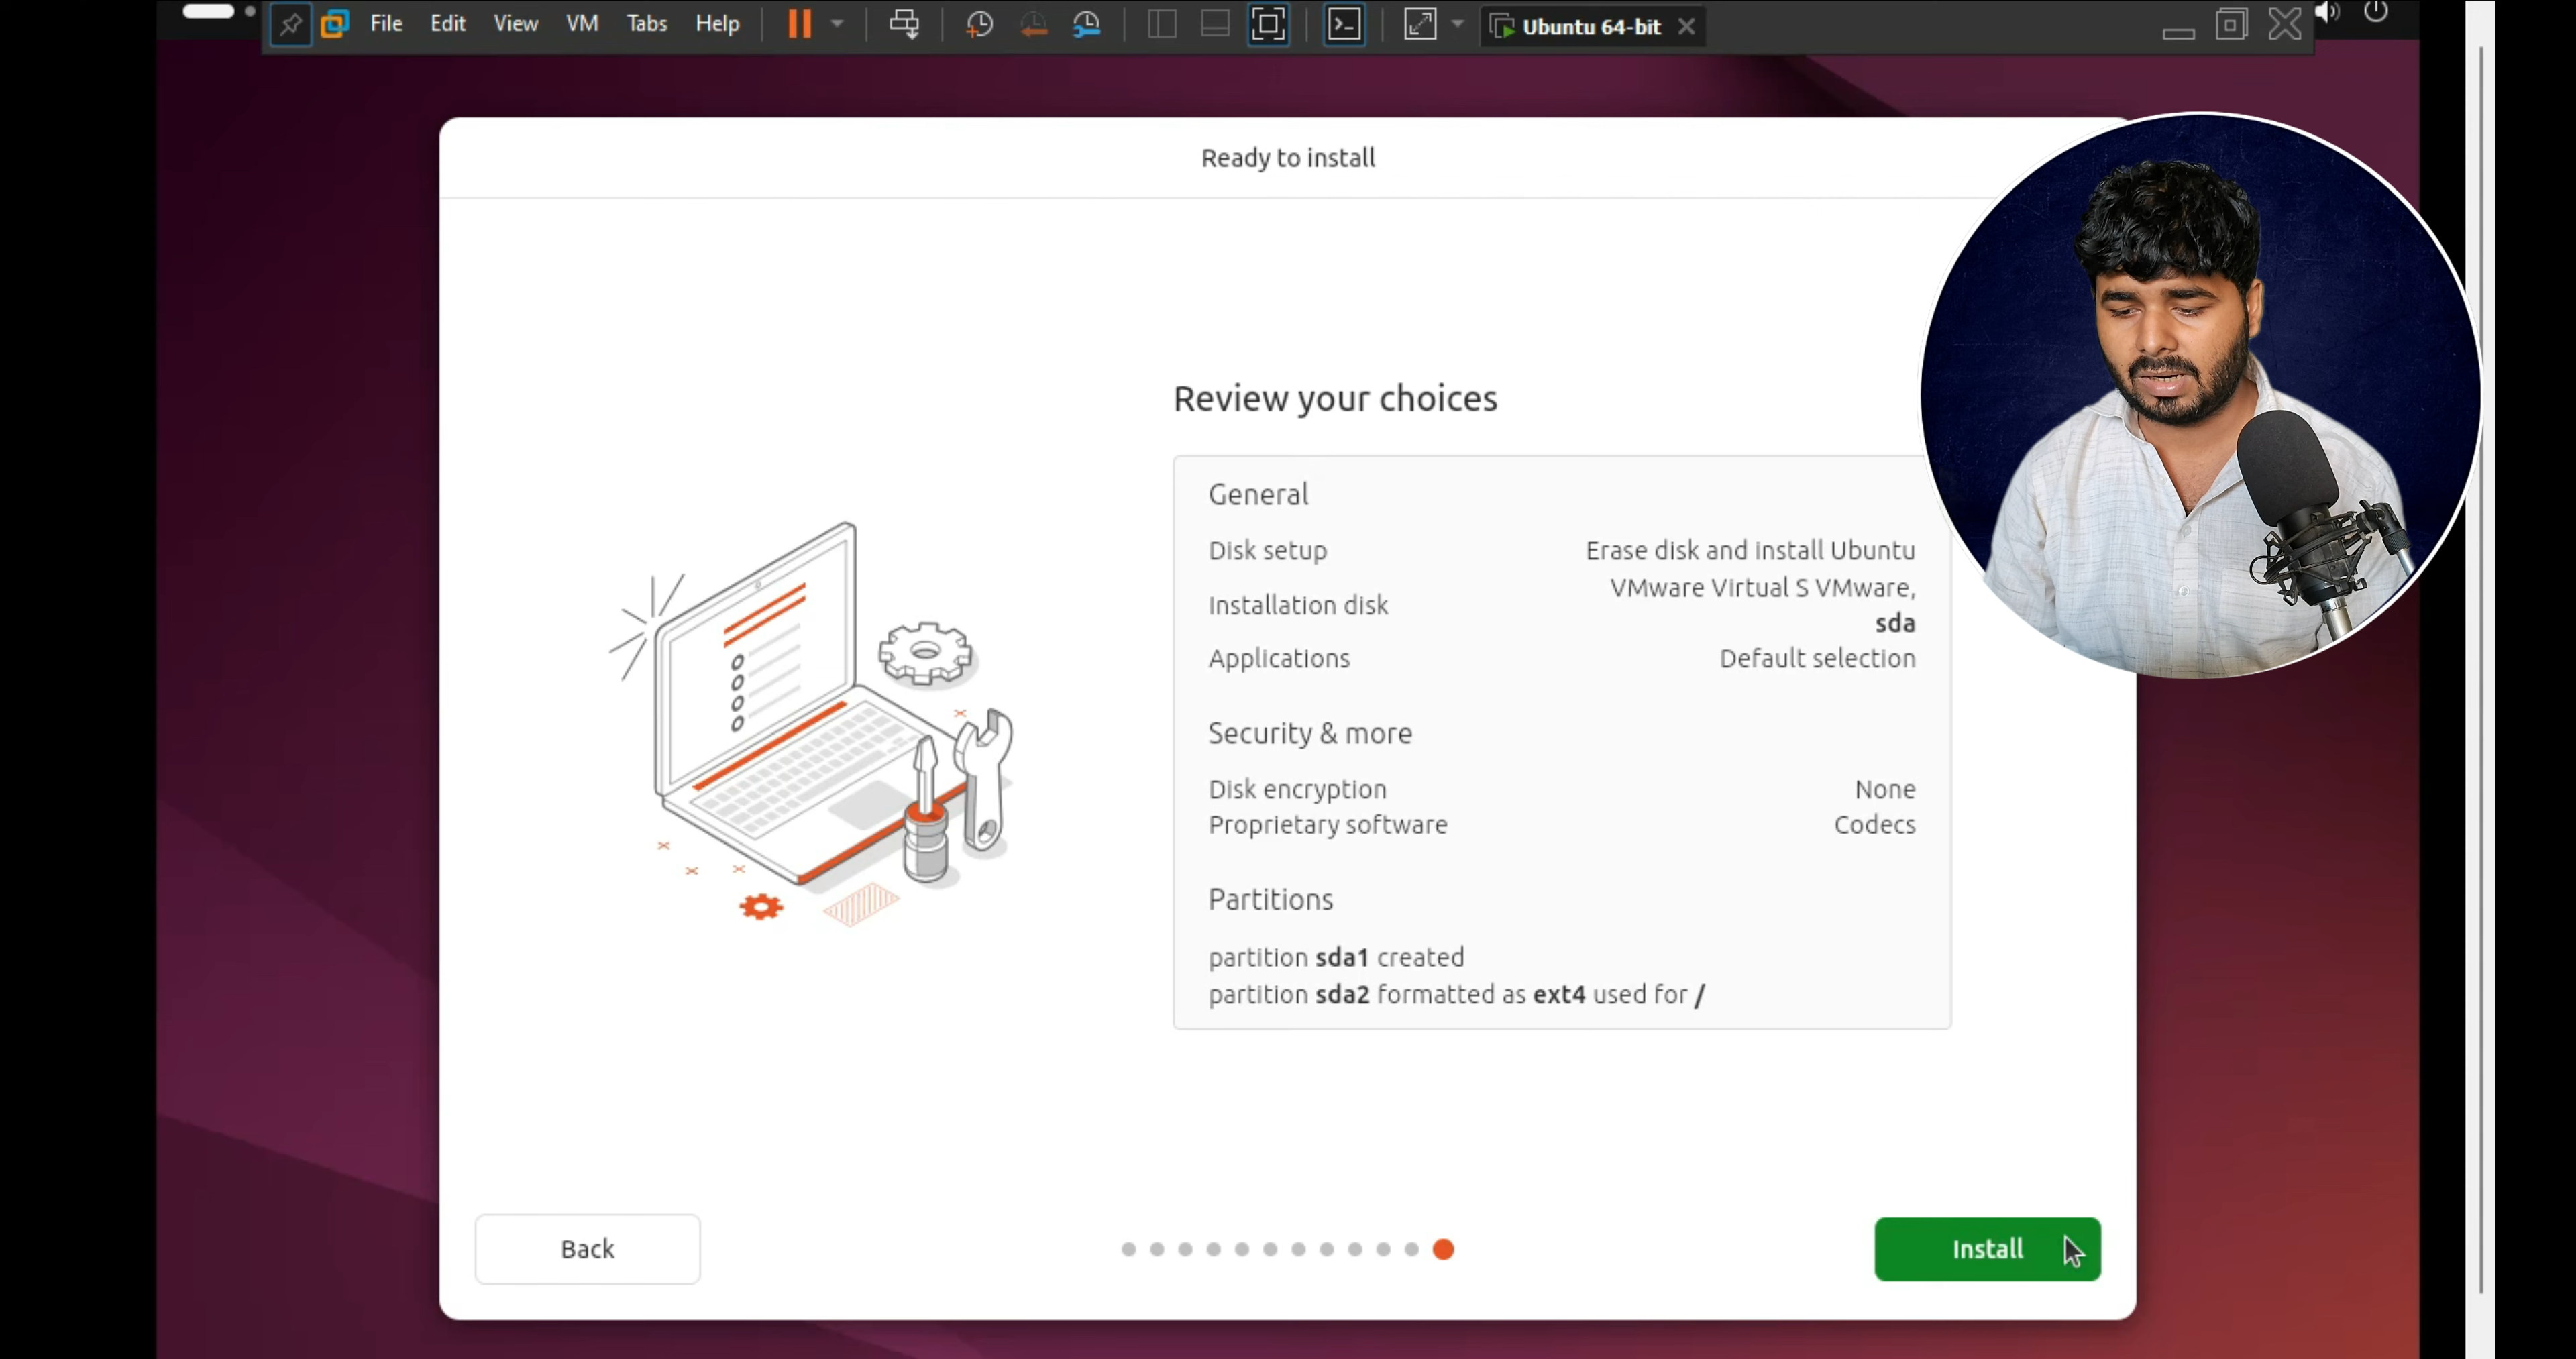 File Edit View VM Tabs Help Ubuntu 64-bit
Ready to install
Review your choices
General
Disk setup Erase disk and install Ubuntu
Installation disk VMware Virtual S VMware,
sda
Applications Default selection
Security & more
Disk encryption None
Proprietary software Codecs
Partitions
partition sda1 created
partition sda2 formatted as ext4 used for /
Back
Install